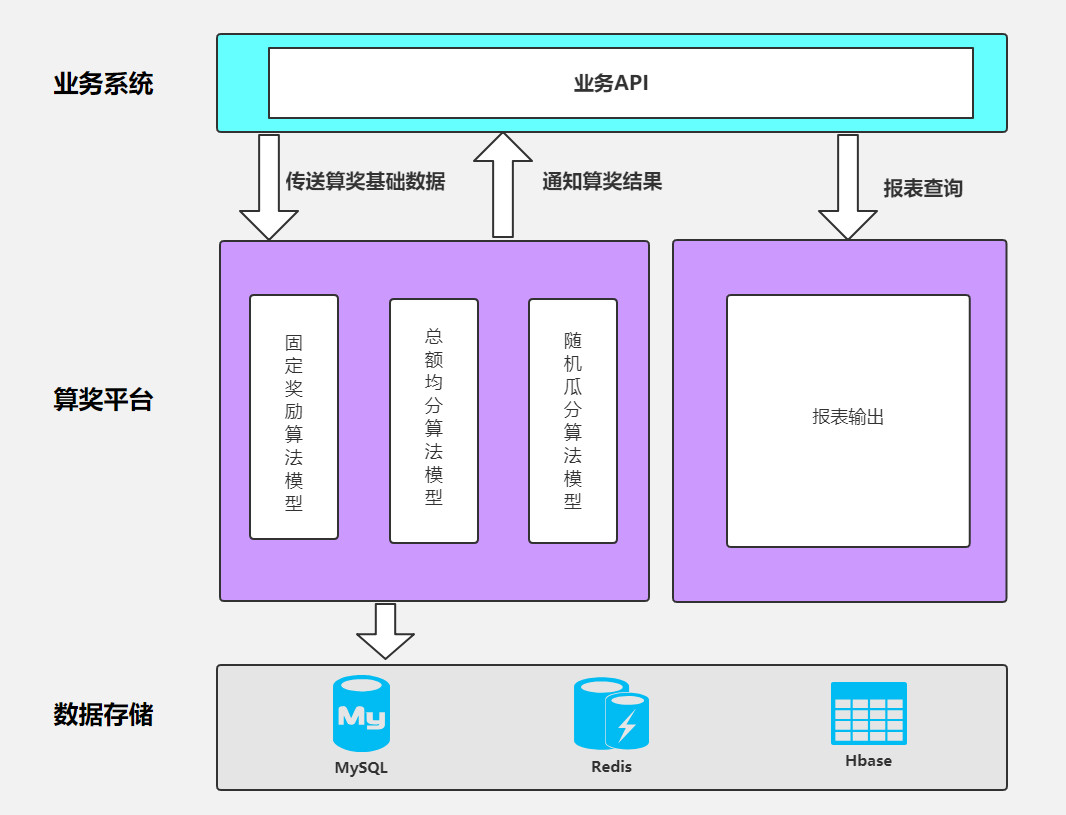 业务系统
业务API
传送算奖基础数据
通知算奖结果
报表查询
算奖平台
固定奖励算法模型
总额均分算法模型
随机瓜分算法模型
报表输出
数据存储
My
MySQL
Redis
Hbase